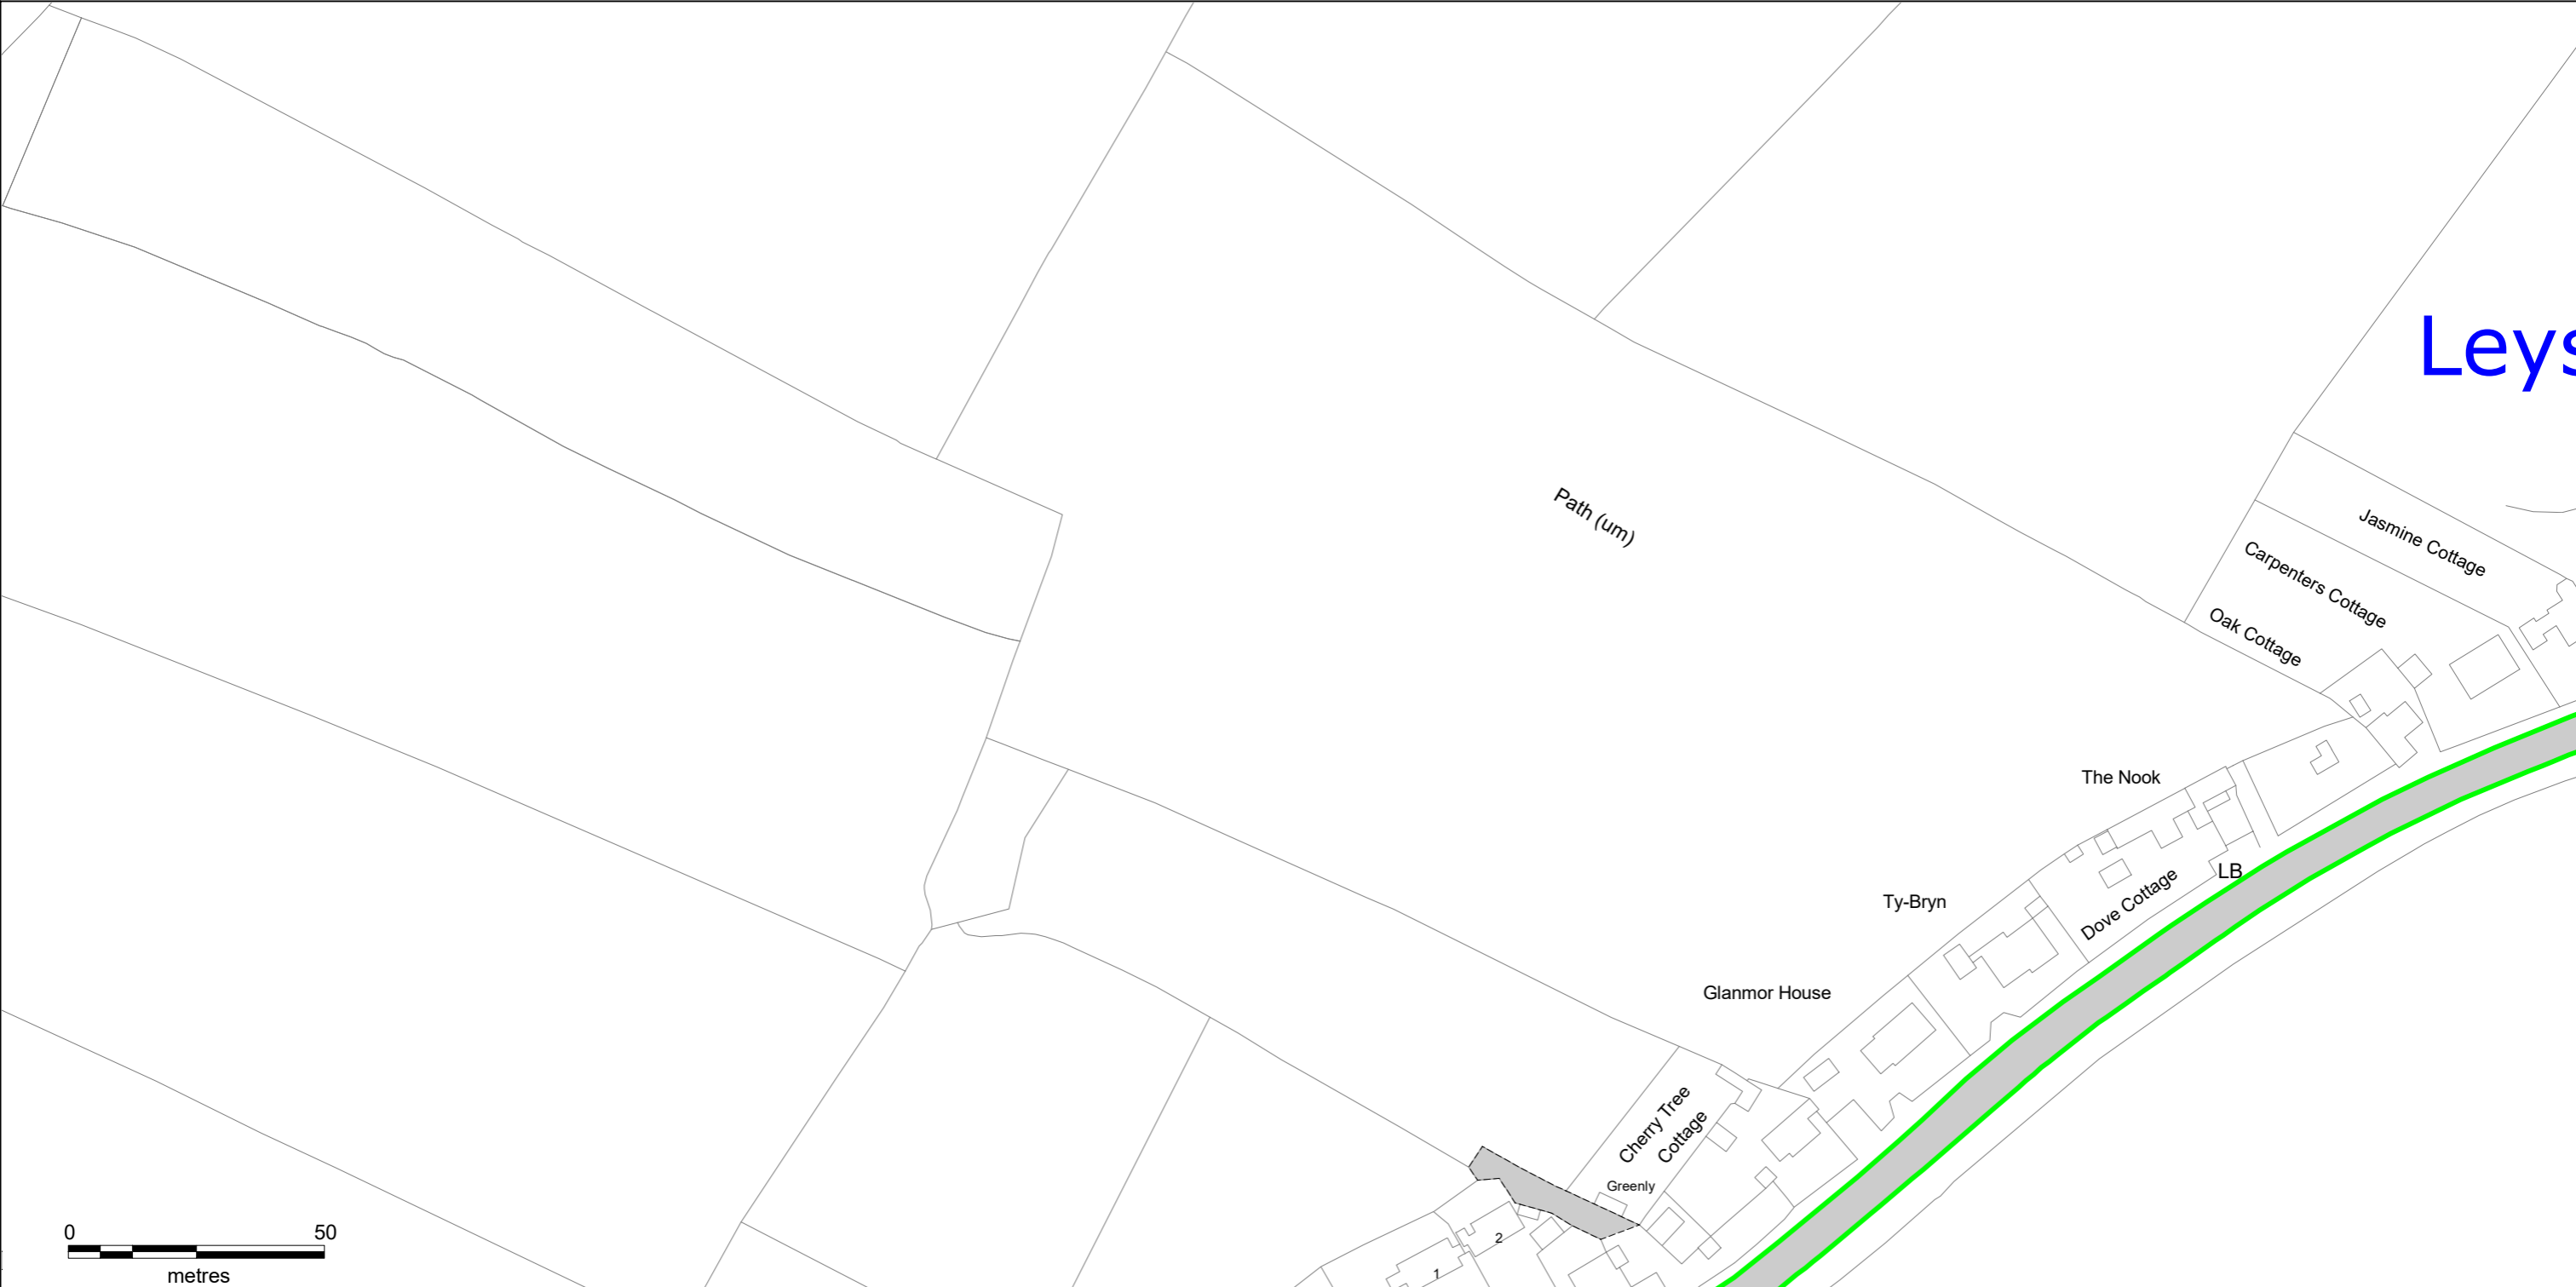 Leys
Path (um)
Jasmine Cottage
Carpenters Cottage
Oak Cottage
The Nook
LB
Dove Cottage
Ty-Bryn
Glanmor House
Cherry Tree
Cottage
Greenly
2
1
0 50
metres